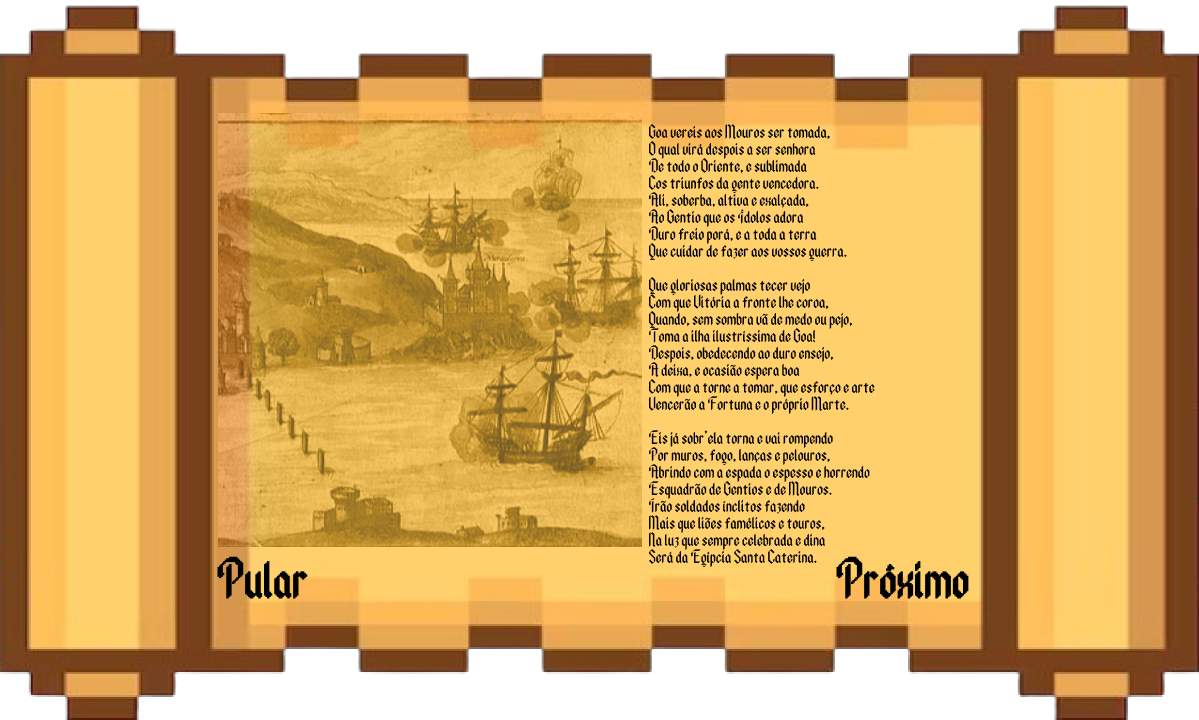 Goa vereis aos Mouros ser tomada,
O qual virá despois a ser senhora
De todo o Oriente, e sublimada
Cos triunfos da gente vencedora.
Ali, soberba, altiva e exalçada,
Ao Gentio que os Ídolos adora
Duro freio porá, e a toda a terra
Que cuidar de fazer aos vossos guerra.

Que gloriosas palmas tecer vejo
Com que Vitória a fronte lhe coroa,
Quando, sem sombra vã de medo ou pejo,
Toma a ilha ilustríssima de Goa!
Despois, obedecendo ao duro ensejo,
A deixa, e ocasião espera boa
Com que a torne a tomar, que esforço e arte
Vencerão a Fortuna e o próprio Marte.

Eis já sobr'ela torna e vai rompendo
Por muros, fogo, lanças e pelouros,
Abrindo com a espada o espesso e horrendo
Esquadrão de Gentios e de Mouros.
Irão soldados ínclitos fazendo
Mais que liões famélicos e touros,
Na luz que sempre celebrada e dina
Será da Egípcia Santa Caterina.
Pular
Próximo